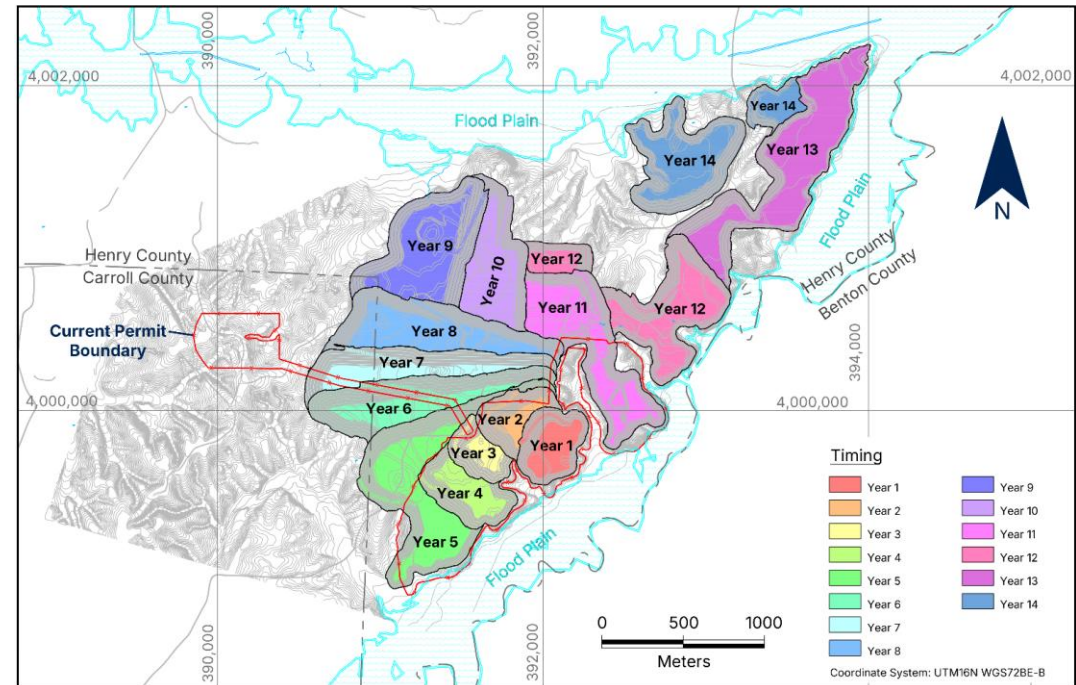 390,000
392,000
4,002,000
4,002,000
Flood Plain
Year 14
Year 14
Year 13
Flood Plain
N
Year 9
Henry County
Carroll County
Year 10
Year 12
Henry County
Benton County
Year 11
Year 12
Current Permit
Boundary
Year 8
Year 7
394,000
4,000,000
4,000,000
Year 6
Year 2
Year 1
Year 3
Year 4
Year 5
Flood Plain
390,000
392,000
0 500 1000
Meters
Timing
Year 1
Year 2
Year 3
Year 4
Year 5
Year 6
Year 7
Year 8
Year 9
Year 10
Year 11
Year 12
Year 13
Year 14
Coordinate System: UTM16N WGS72BE-B